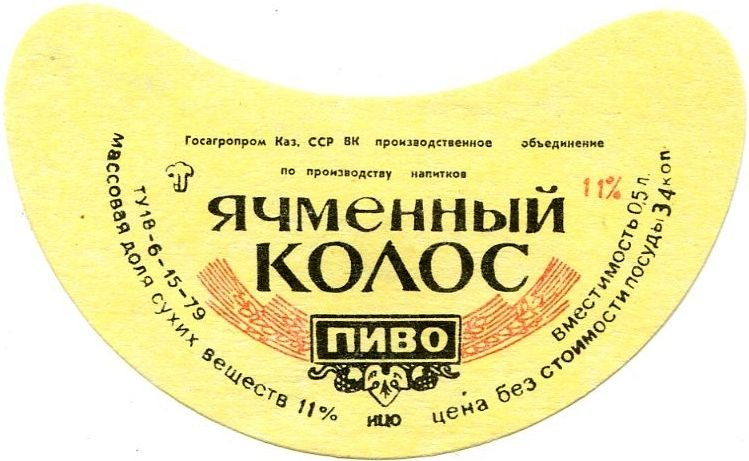 Госагропром Каз. ССР ВК производственное объединение
по производству напитков
11%
ЯЧМЕННЫЙ
КОЛОС
ПИВО
ТУ18-6-15-79
массовая доля сухих веществ 11%
ИЦЮ
Вместимость 0,5 л.
цена без стоимости посуды 34 коп